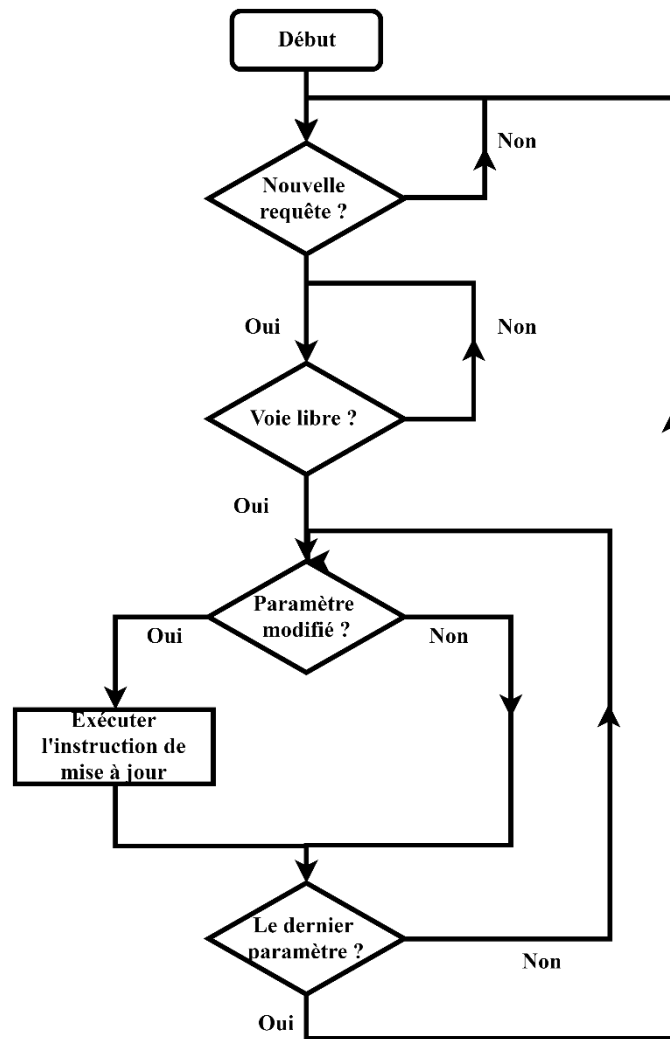 Début
Non
Nouvelle
requête ?
Oui
Non
Voie libre ?
Oui
Paramètre
modifié ?
Oui
Non
Exécuter
l'instruction de
mise à jour
Le dernier
paramètre ?
Non
Oui